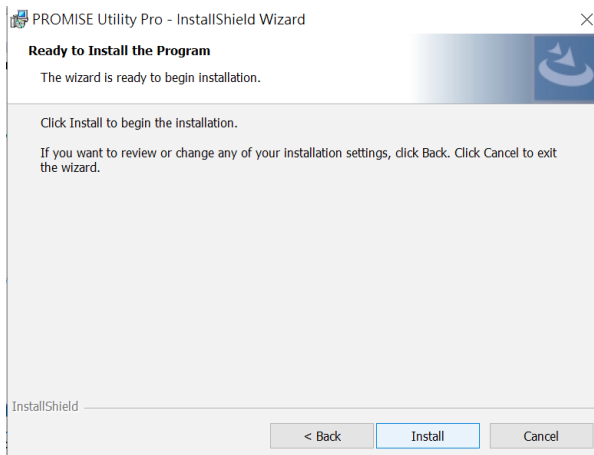 PROMISE Utility Pro - InstallShield Wizard
Ready to Install the Program
The wizard is ready to begin installation.
Click Install to begin the installation.
If you want to review or change any of your installation settings, click Back. Click Cancel to exit
the wizard.
InstallShield
< Back
Install
Cancel